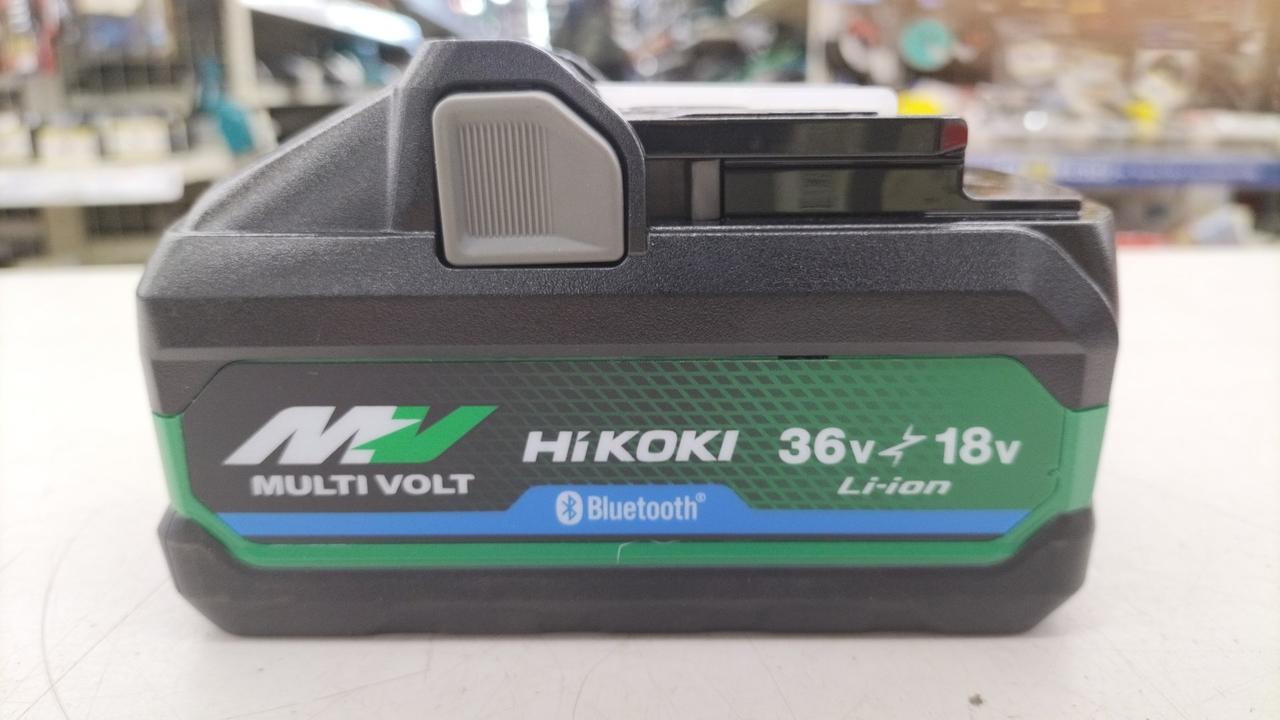 MV
MULTI VOLT
HiKOKI
36v⚡18v
Li-ion
Bluetooth®